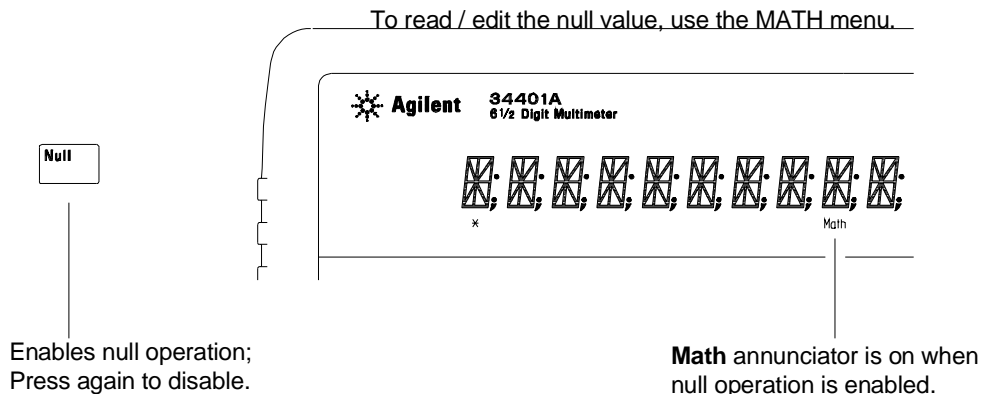 To read / edit the null value, use the MATH menu.
Agilent 34401A
6½ Digit Multimeter
Null
*
Math
Enables null operation;
Press again to disable.
Math annunciator is on when
null operation is enabled.